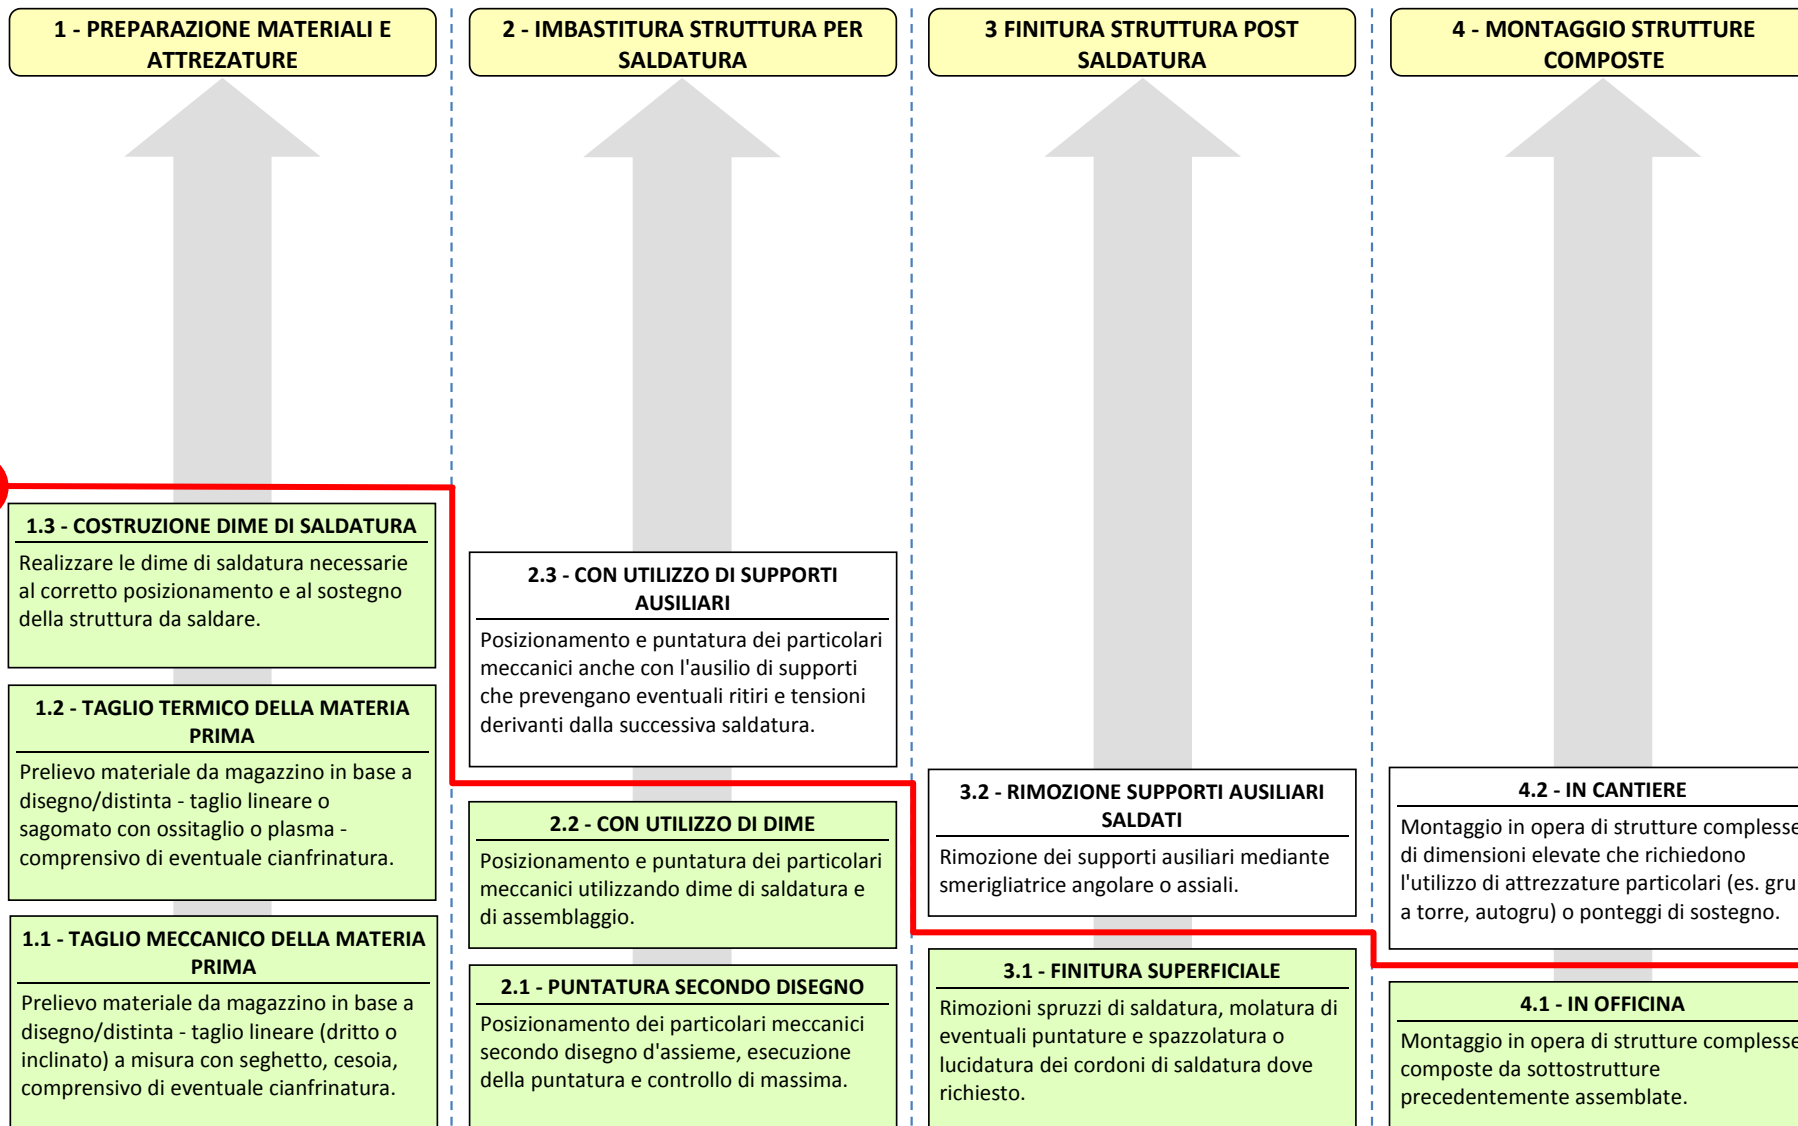 1 - PREPARAZIONE MATERIALI E
ATTREZATURE
2 - IMBASTITURA STRUTTURA PER
SALDATURA
3 FINITURA STRUTTURA POST
SALDATURA
4 - MONTAGGIO STRUTTURE
COMPOSTE
1.3 - COSTRUZIONE DIME DI SALDATURA
Realizzare le dime di saldatura necessarie
al corretto posizionamento e al sostegno
della struttura da saldare.
1.2 - TAGLIO TERMICO DELLA MATERIA
PRIMA
Prelievo materiale da magazzino in base a
disegno/distinta - taglio lineare o
sagomato con ossitaglio o plasma -
comprensivo di eventuale cianfrinatura.
1.1 - TAGLIO MECCANICO DELLA MATERIA
PRIMA
Prelievo materiale da magazzino in base a
disegno/distinta - taglio lineare (dritto o
inclinato) a misura con seghetto, cesoia,
comprensivo di eventuale cianfrinatura.
2.3 - CON UTILIZZO DI SUPPORTI
AUSILIARI
Posizionamento e puntatura dei particolari
meccanici anche con l'ausilio di supporti
che prevengano eventuali ritiri e tensioni
derivanti dalla successiva saldatura.
2.2 - CON UTILIZZO DI DIME
Posizionamento e puntatura dei particolari
meccanici utilizzando dime di saldatura e
di assemblaggio.
2.1 - PUNTATURA SECONDO DISEGNO
Posizionamento dei particolari meccanici
secondo disegno d'assieme, esecuzione
della puntatura e controllo di massima.
3.2 - RIMOZIONE SUPPORTI AUSILIARI
SALDATI
Rimozione dei supporti ausiliari mediante
smerigliatrice angolare o assiali.
3.1 - FINITURA SUPERFICIALE
Rimozioni spruzzi di saldatura, molatura di
eventuali puntature e spazzolatura o
lucidatura dei cordoni di saldatura dove
richiesto.
4.2 - IN CANTIERE
Montaggio in opera di strutture complesse
di dimensioni elevate che richiedono
l'utilizzo di attrezzature particolari (es. gru
a torre, autogru) o ponteggi di sostegno.
4.1 - IN OFFICINA
Montaggio in opera di strutture complesse
composte da sottostrutture
precedentemente assemblate.